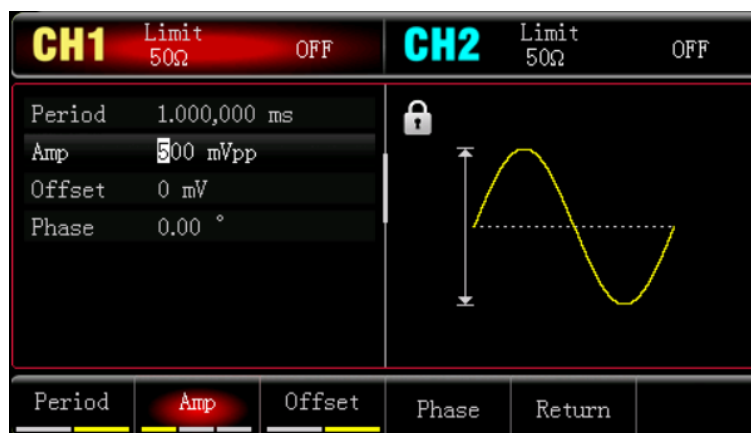 CH1 Limit 50Ω OFF
CH2 Limit 50Ω OFF
Period 1.000,000 ms
Amp 500 mVpp
Offset 0 mV
Phase 0.00 °
Period Amp Offset Phase Return